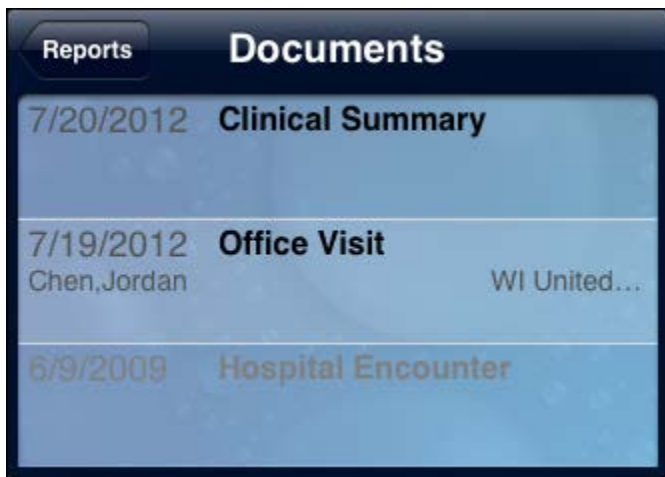 Reports Documents
7/20/2012 Clinical Summary
7/19/2012 Office Visit
Chen,Jordan WI United...
6/9/2009 Hospital Encounter